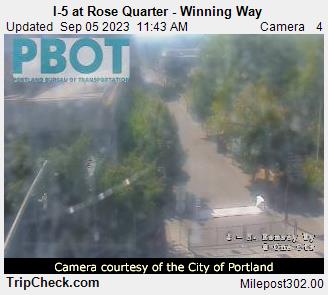 I-5 at Rose Quarter - Winning Way
Updated Sep 05 2023 11:43 AM Camera 4
PBOT
PORTLAND BUREAU OF TRANSPORTATION
Camera courtesy of the City of Portland
TripCheck.com Milepost302.00